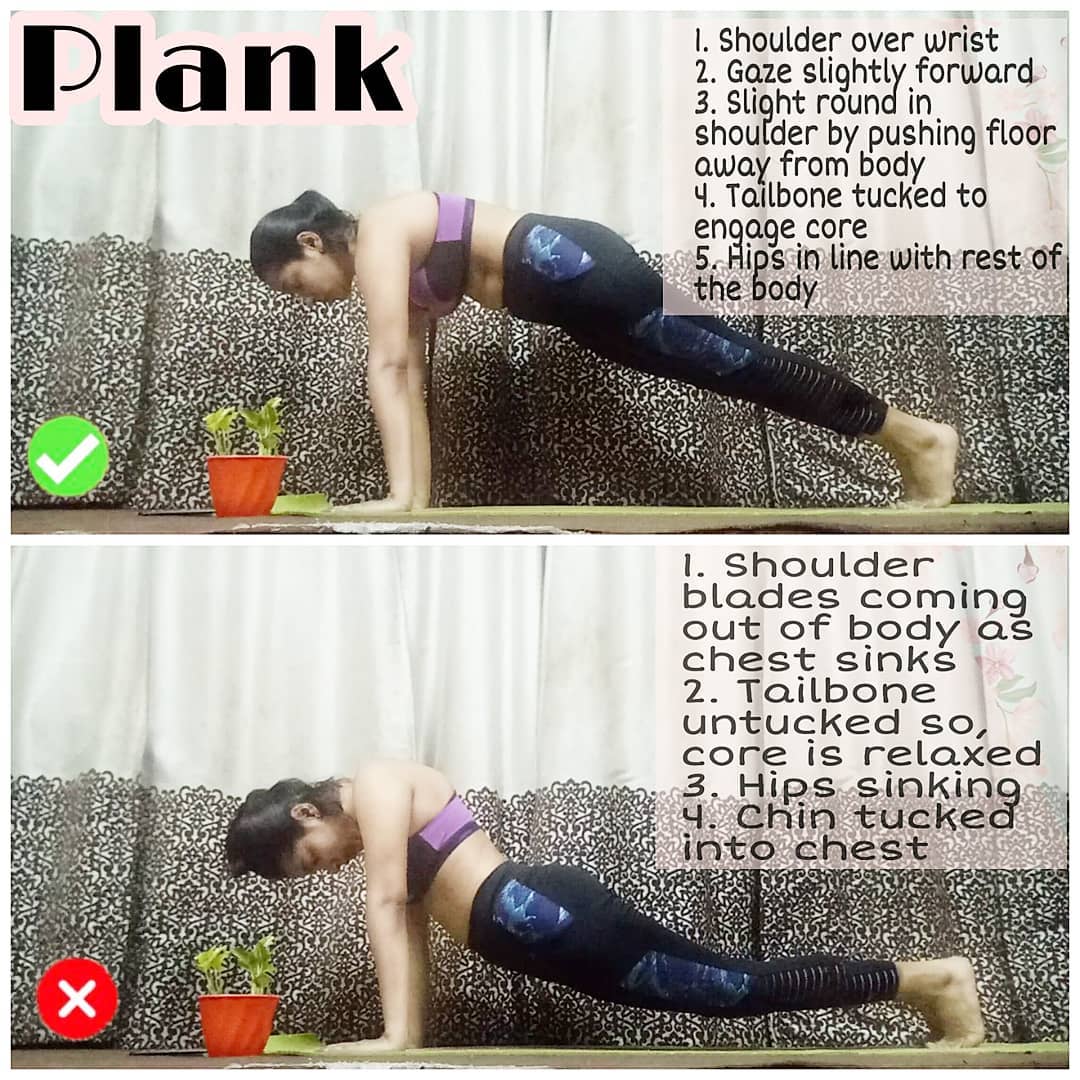 Plank
1. Shoulder over wrist
2. Gaze slightly forward
3. Slight round in
shoulder by pushing floor
away from body
4. Tailbone tucked to
engage core
5. Hips in line with rest of
the body
1. Shoulder
blades coming
out of body as
chest sinks
2. Tailbone
untucked so,
core is relaxed
3. Hips sinking
4. Chin tucked
into chest